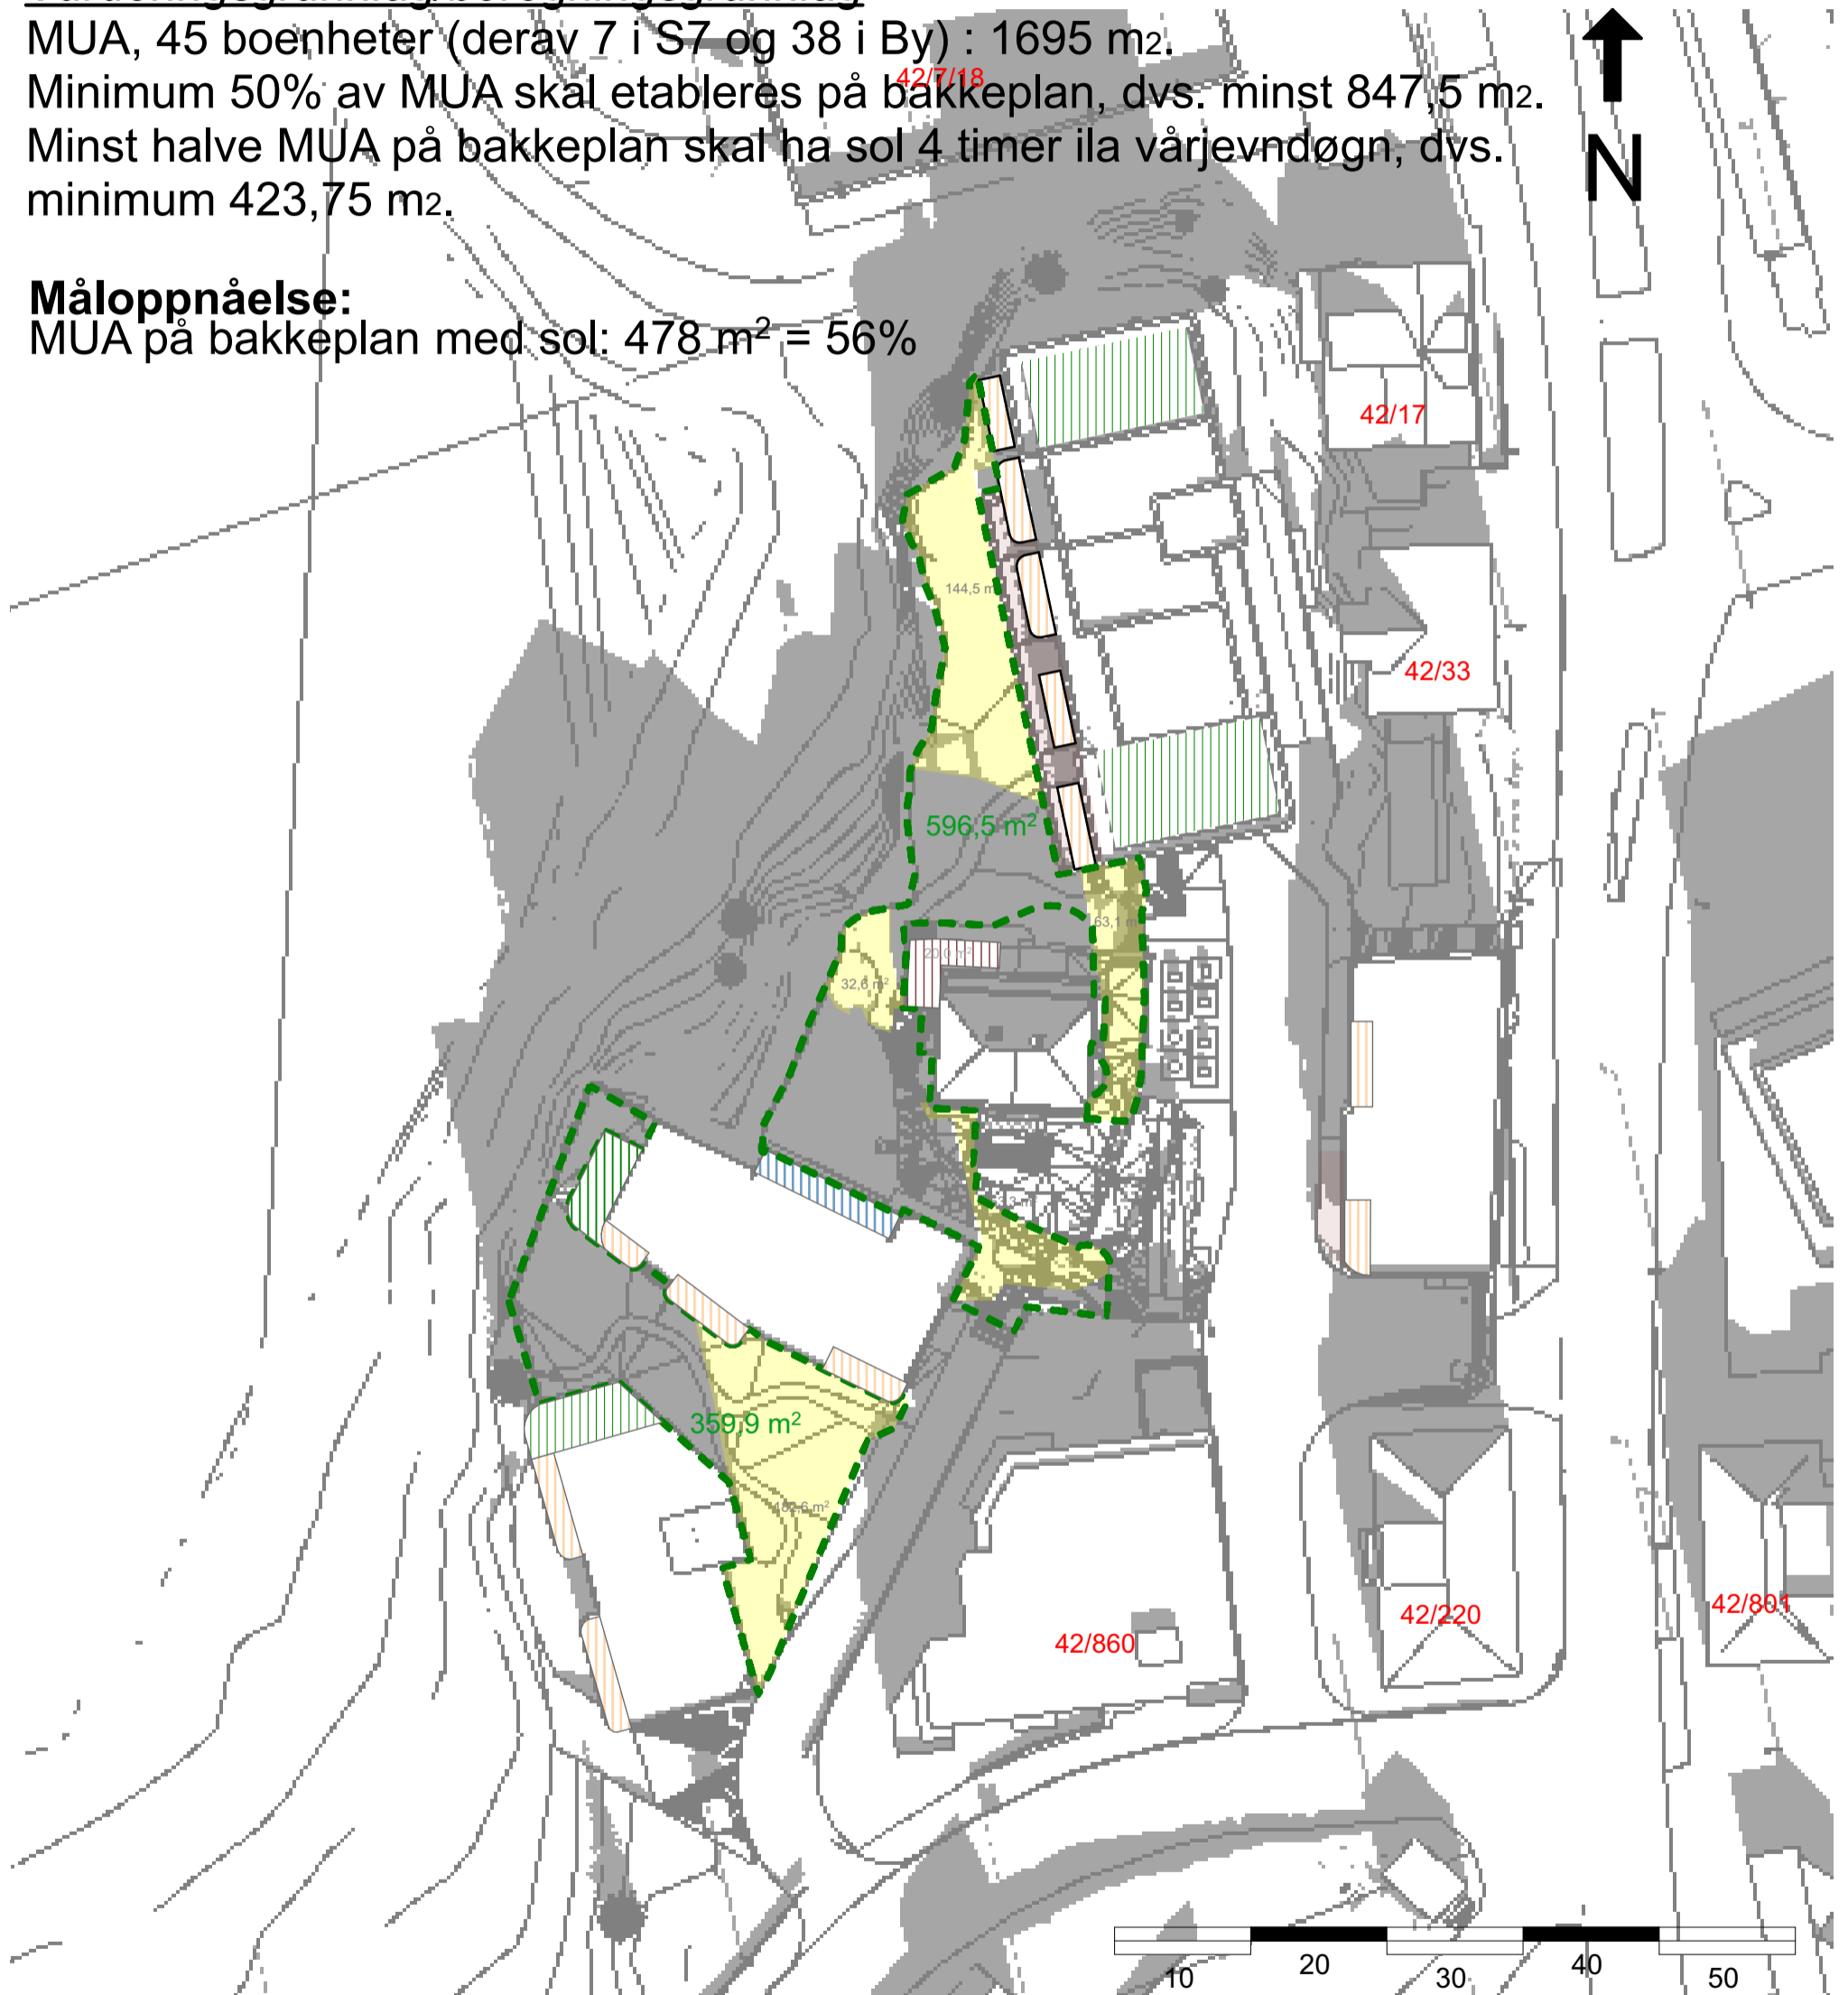 MUA, 45 boenheter (derav 7 i S7 og 38 i By) : 1695 m2.
42/7/18
Minimum 50% av MUA skal etableres på bakkeplan, dvs. minst 847,5 m2.
Minst halve MUA på bakkeplan skal ha sol 4 timer ila vårjevndøgn, dvs.
minimum 423,75 m2.
N
Måloppnåelse:
MUA på bakkeplan med sol: 478 m² = 56%
42/17
144,5 m
42/33
596,5 m²
63,1 m
20,0 m²
32,6 m²
359,9 m²
42/801
42/220
42/860
10
20
30
40
50